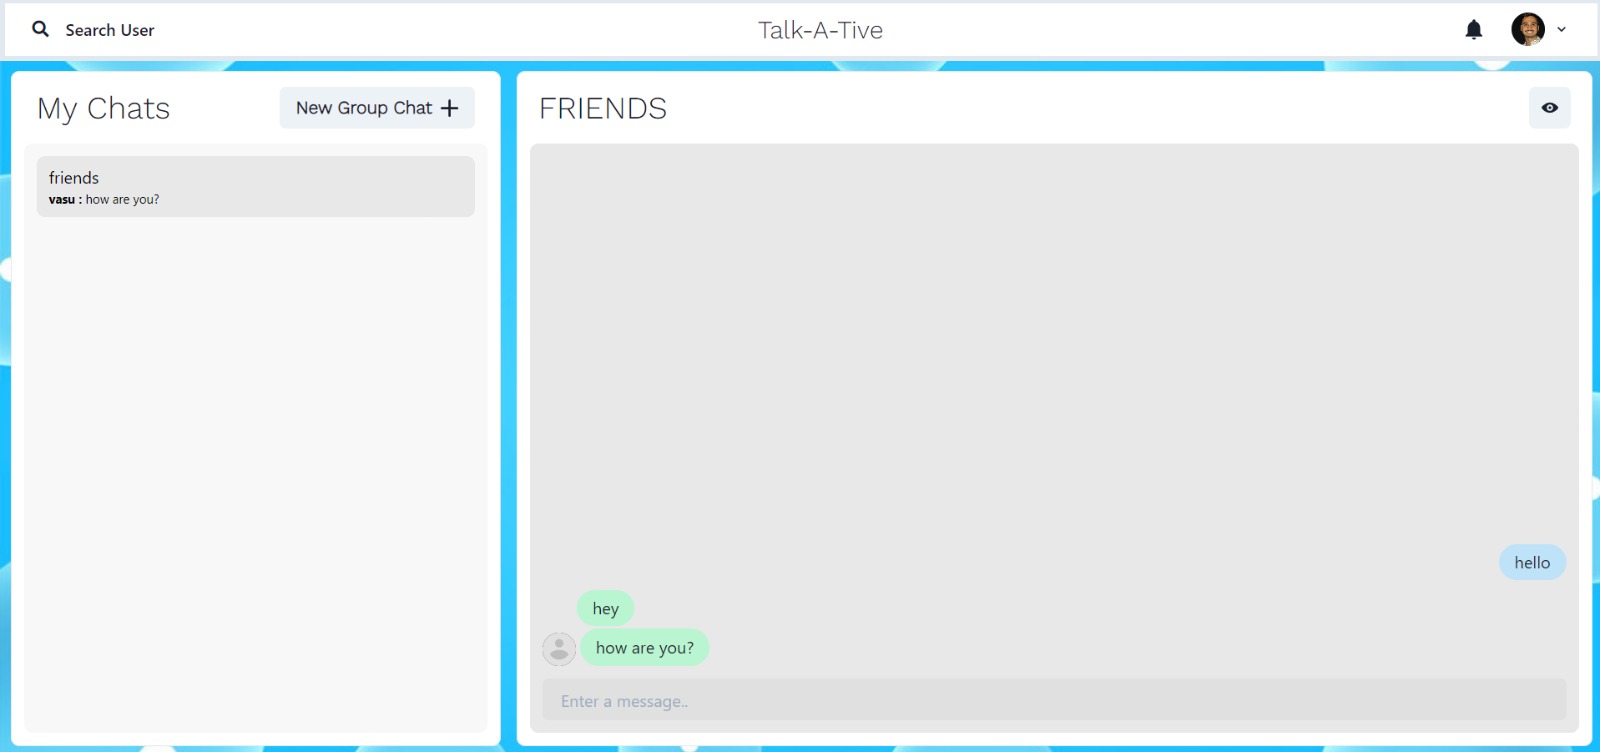 Search User
Talk-A-Tive
My Chats
New Group Chat
friends
vasu : how are you?
FRIENDS
hello
hey
how are you?
Enter a message..